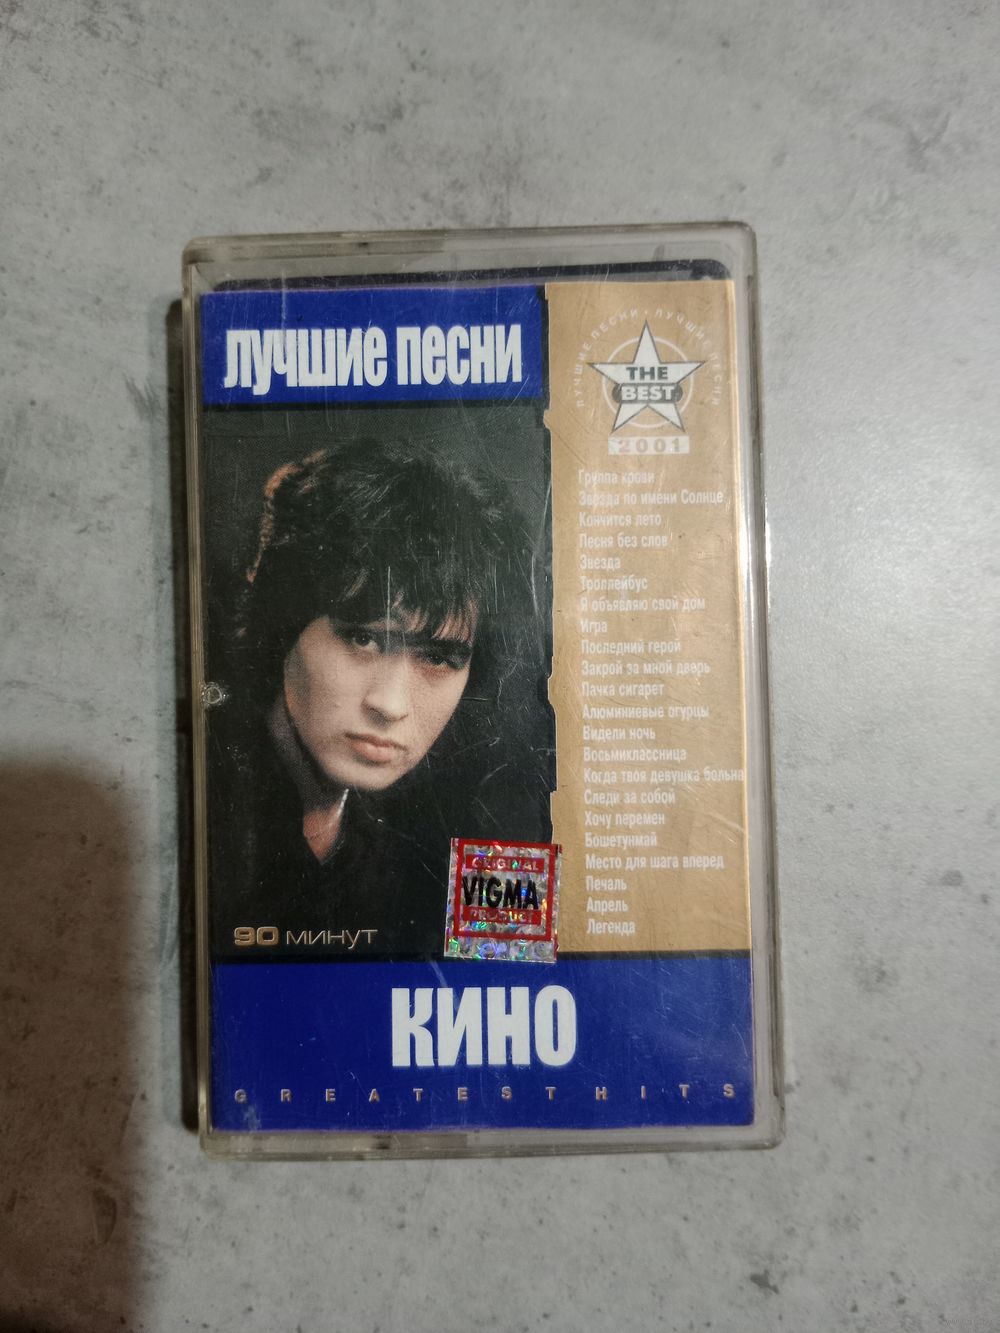 лучшие песни
ЛУЧШИЕ ПЕСНИ • ЛУЧШИЕ ПЕСНИ
THE
BEST
2001
Группа крови
Звезда по имени Солнце
Кончится лето
Песня без слов
Звезда
Троллейбус
Я объявляю свой дом
Игра
Последний герой
Закрой за мной дверь
Пачка сигарет
Алюминиевые огурцы
Видели ночь
Восьмиклассница
Когда твоя девушка больна
Следи за собой
Хочу перемен
Бошетунмай
Место для шага вперед
Печаль
Апрель
Легенда
ORIGINAL
VIGMA
PRODUCT
90 минут
КИНО
GREATEST HITS